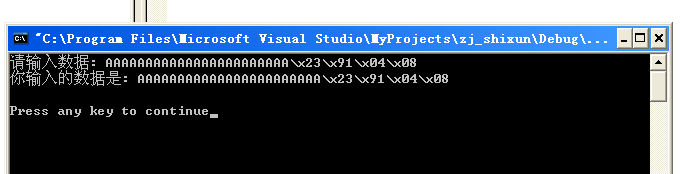 "C:\Program Files\Microsoft Visual Studio\MyProjects\zj_shixun\Debug\...
请输入数据: AAAAAAAAAAAAAAAAAAAAAAAA\x23\x91\x04\x08
你输入的数据是: AAAAAAAAAAAAAAAAAAAAAAAA\x23\x91\x04\x08
Press any key to continue_